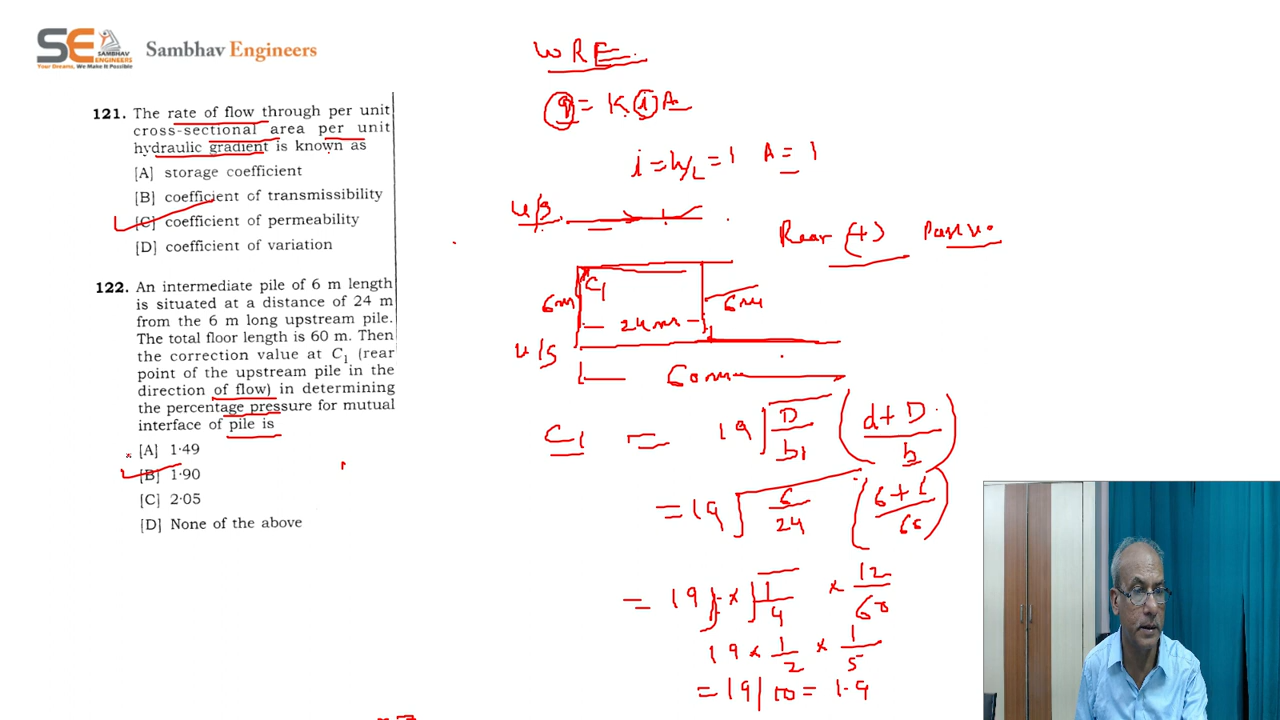 SE
SAMBHAV
ENGINEERS
Your Dreams, We Make It Possible
Sambhav Engineers
121. The rate of flow through per unit
cross-sectional area per unit
hydraulic gradient is known as
[A] storage coefficient
[B] coefficient of transmissibility
[C] coefficient of permeability
[D] coefficient of variation
122. An intermediate pile of 6 m length
is situated at a distance of 24 m
from the 6 m long upstream pile.
The total floor length is 60 m. Then
the correction value at C1 (rear
point of the upstream pile in the
direction of flow) in determining
the percentage pressure for mutual
interface of pile is
[A] 1·49
[B] 1·90
[C] 2·05
[D] None of the above
WRE
q = K i A
i = h/L = 1 A = 1
u/s
Rear (+)
C1
6m
24m
6m
u/s
60m
C1 = 19 √(D/b1) ((d+D)/b)
= 19 √(6/24)
= 19 × √(1/4) × 12/60
19 × 1/2 × 1/5
= 19/10 = 1.9